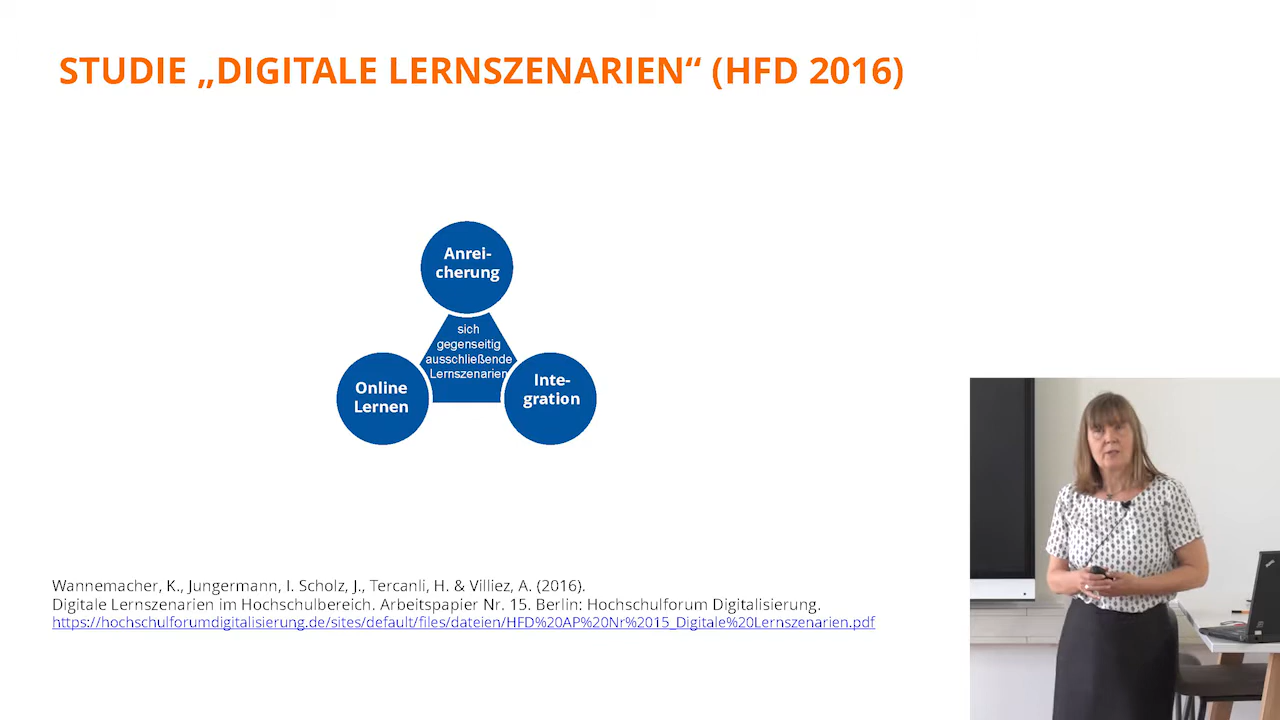 STUDIE „DIGITALE LERNSZENARIEN“ (HFD 2016)
Anrei-
cherung
sich
gegenseitig
ausschließende
Lernszenarien
Online
Lernen
Inte-
gration
Wannemacher, K., Jungermann, I. Scholz, J., Tercanli, H. & Villiez, A. (2016).
Digitale Lernszenarien im Hochschulbereich. Arbeitspapier Nr. 15. Berlin: Hochschulforum Digitalisierung.
https://hochschulforumdigitalisierung.de/sites/default/files/dateien/HFD%20AP%20Nr%2015_Digitale%20Lernszenarien.pdf